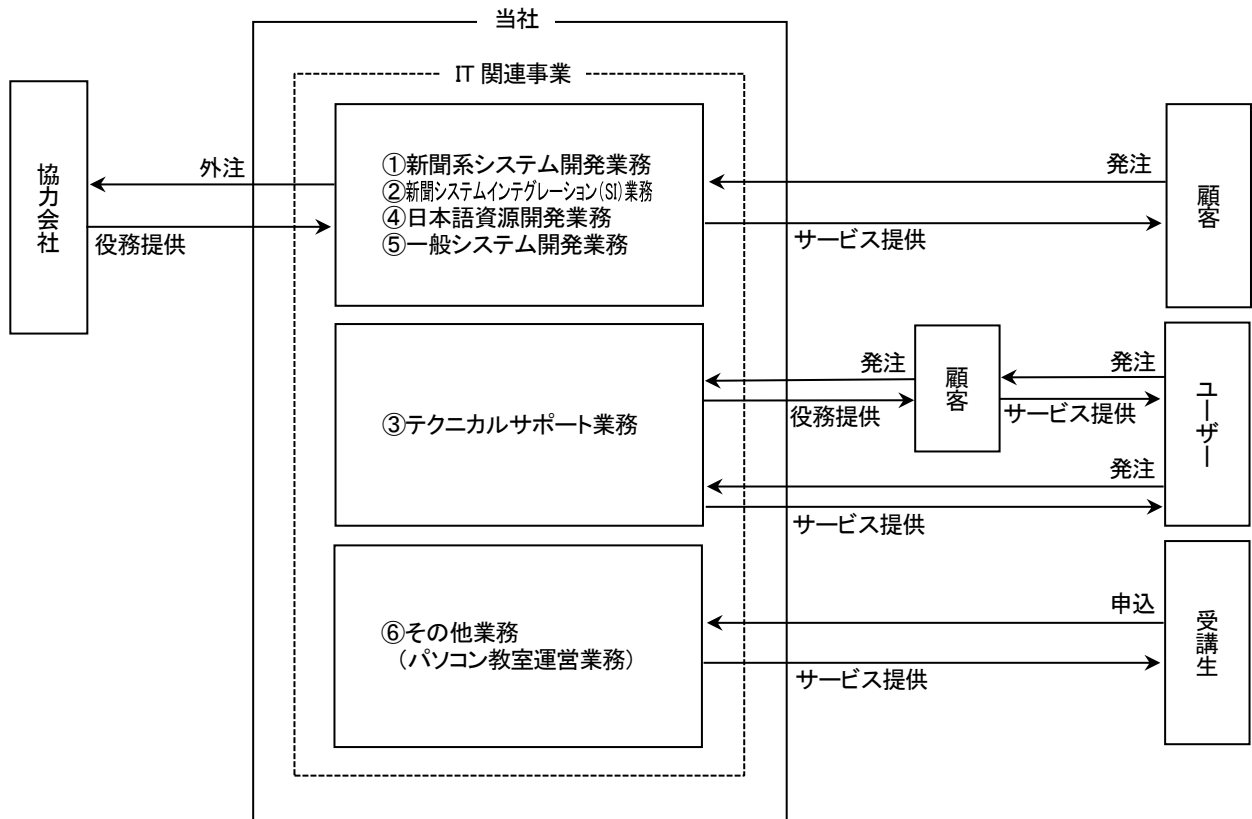 当社
IT 関連事業
協力会社
外注
役務提供
①新聞系システム開発業務
②新聞システムインテグレーション(SI)業務
④日本語資源開発業務
⑤一般システム開発業務
発注
サービス提供
顧客
③テクニカルサポート業務
発注
役務提供
顧客
発注
サービス提供
発注
サービス提供
ユーザー
⑥その他業務
（パソコン教室運営業務）
申込
サービス提供
受講生